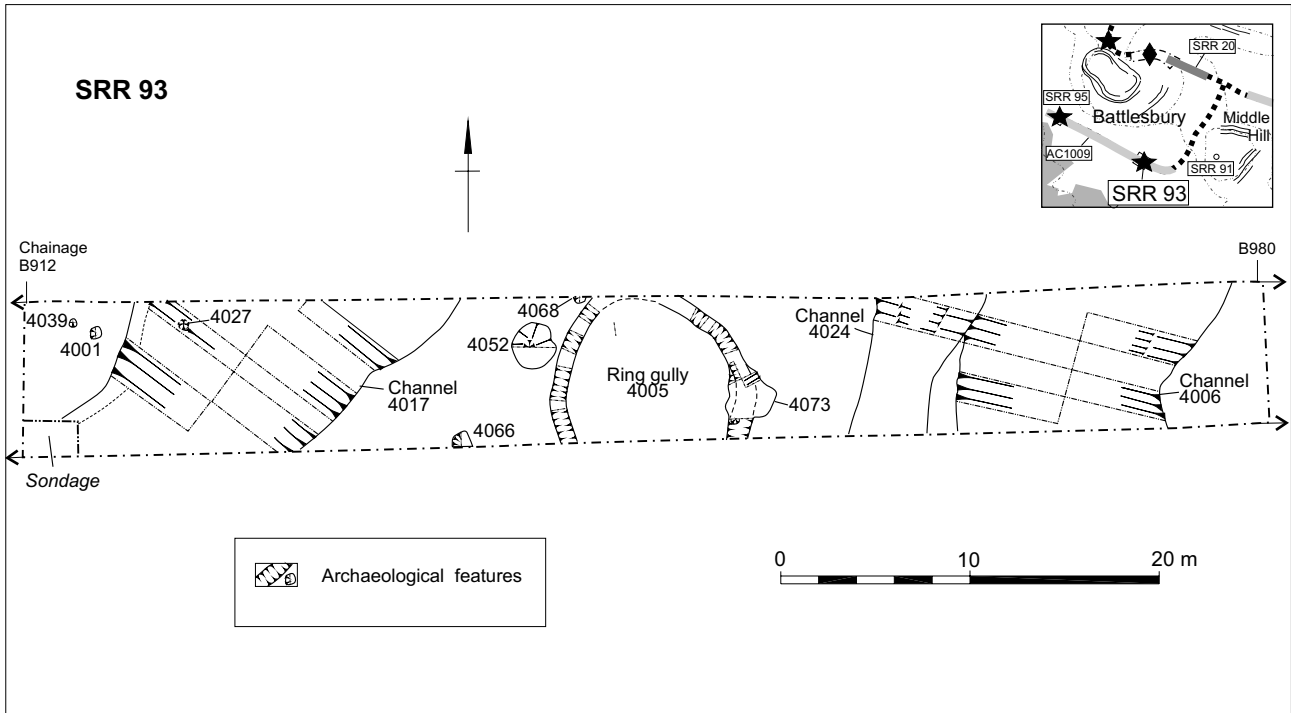 SRR 93
SRR 20
SRR 95
Battlesbury
Middle
Hill
AC1009
SRR 91
SRR 93
Chainage
B912
B980
4039
4001
4027
4068
4052
Channel
4017
4066
Ring gully
4005
4073
Channel
4024
Channel
4006
Sondage
Archaeological features
0
10
20 m